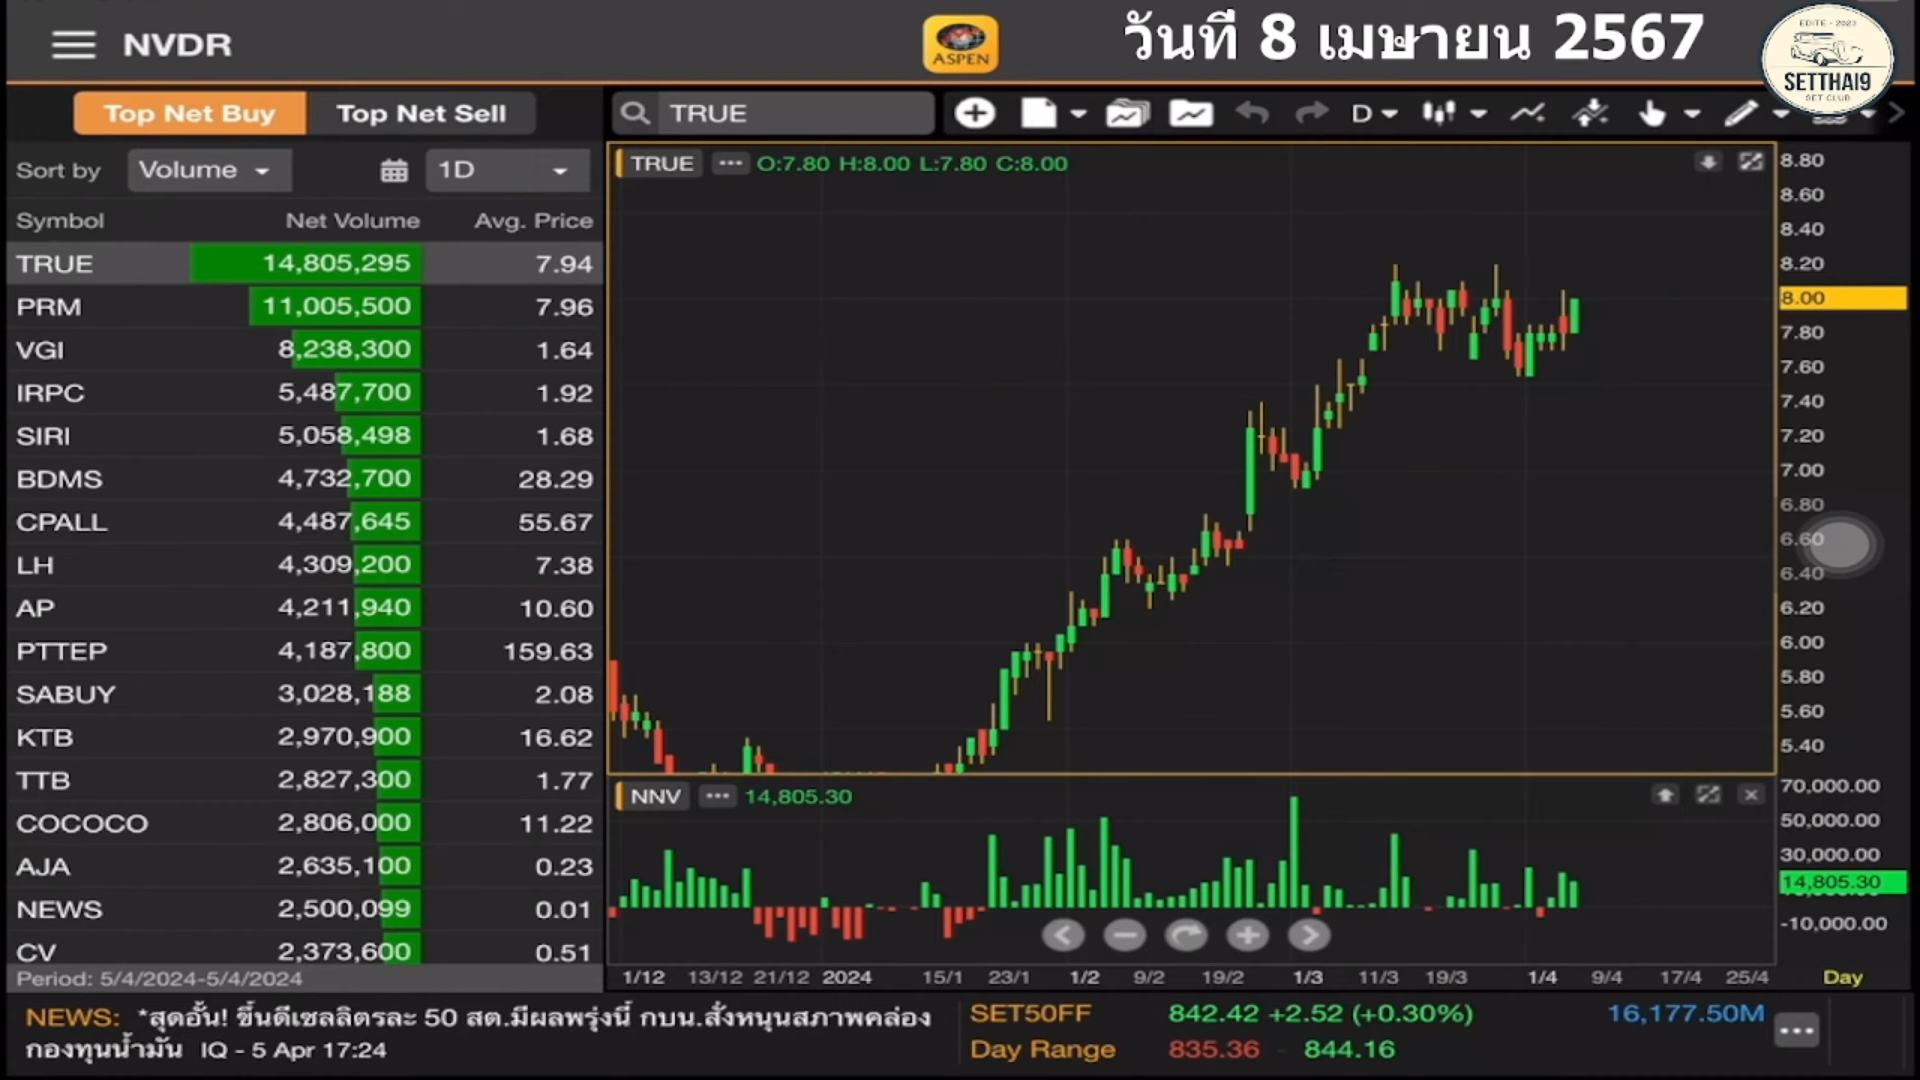 NVDR
ASPEN
วันที่ 8 เมษายน 2567
EDITE - 2023
SETTHAI9
SET CLUB
Top Net Buy Top Net Sell
TRUE
D
Sort by Volume 1D
Symbol Net Volume Avg. Price
TRUE 14,805,295 7.94
PRM 11,005,500 7.96
VGI 8,238,300 1.64
IRPC 5,487,700 1.92
SIRI 5,058,498 1.68
BDMS 4,732,700 28.29
CPALL 4,487,645 55.67
LH 4,309,200 7.38
AP 4,211,940 10.60
PTTEP 4,187,800 159.63
SABUY 3,028,188 2.08
KTB 2,970,900 16.62
TTB 2,827,300 1.77
COCOCO 2,806,000 11.22
AJA 2,635,100 0.23
NEWS 2,500,099 0.01
CV 2,373,600 0.51
Period: 5/4/2024-5/4/2024
TRUE O:7.80 H:8.00 L:7.80 C:8.00
8.80
8.60
8.40
8.20
8.00
7.80
7.60
7.40
7.20
7.00
6.80
6.60
6.40
6.20
6.00
5.80
5.60
5.40
NNV 14,805.30
70,000.00
50,000.00
30,000.00
14,805.30
-10,000.00
1/12 13/12 21/12 2024 15/1 23/1 1/2 9/2 19/2 1/3 11/3 19/3 1/4 9/4 17/4 25/4 Day
NEWS: *สุดอั้น! ขึ้นดีเซลลิตรละ 50 สต.มีผลพรุ่งนี้ กบน.สั่งหนุนสภาพคล่อง
กองทุนน้ำมัน IQ - 5 Apr 17:24
SET50FF 842.42 +2.52 (+0.30%) 16,177.50M
Day Range 835.36 - 844.16